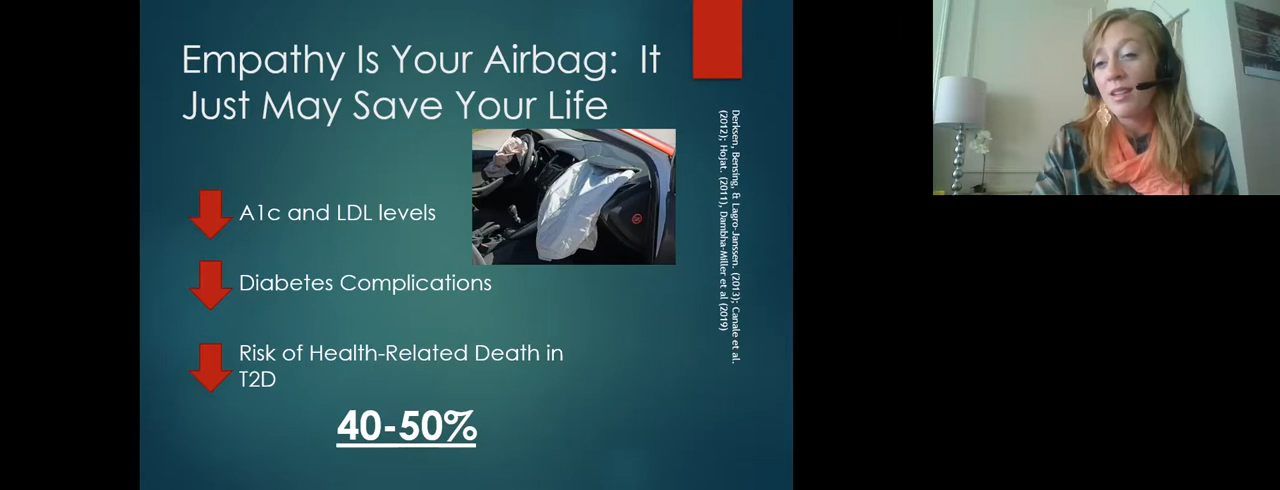 Empathy Is Your Airbag:  It
Just May Save Your Life
A1c and LDL levels
Diabetes Complications
Risk of Health-Related Death in
T2D
40-50%
Derksen, Bensing, & Lagro-Janssen. (2013); Canale et al.
(2012); Hojat. (2011), Dambha-Miller et al (2019)